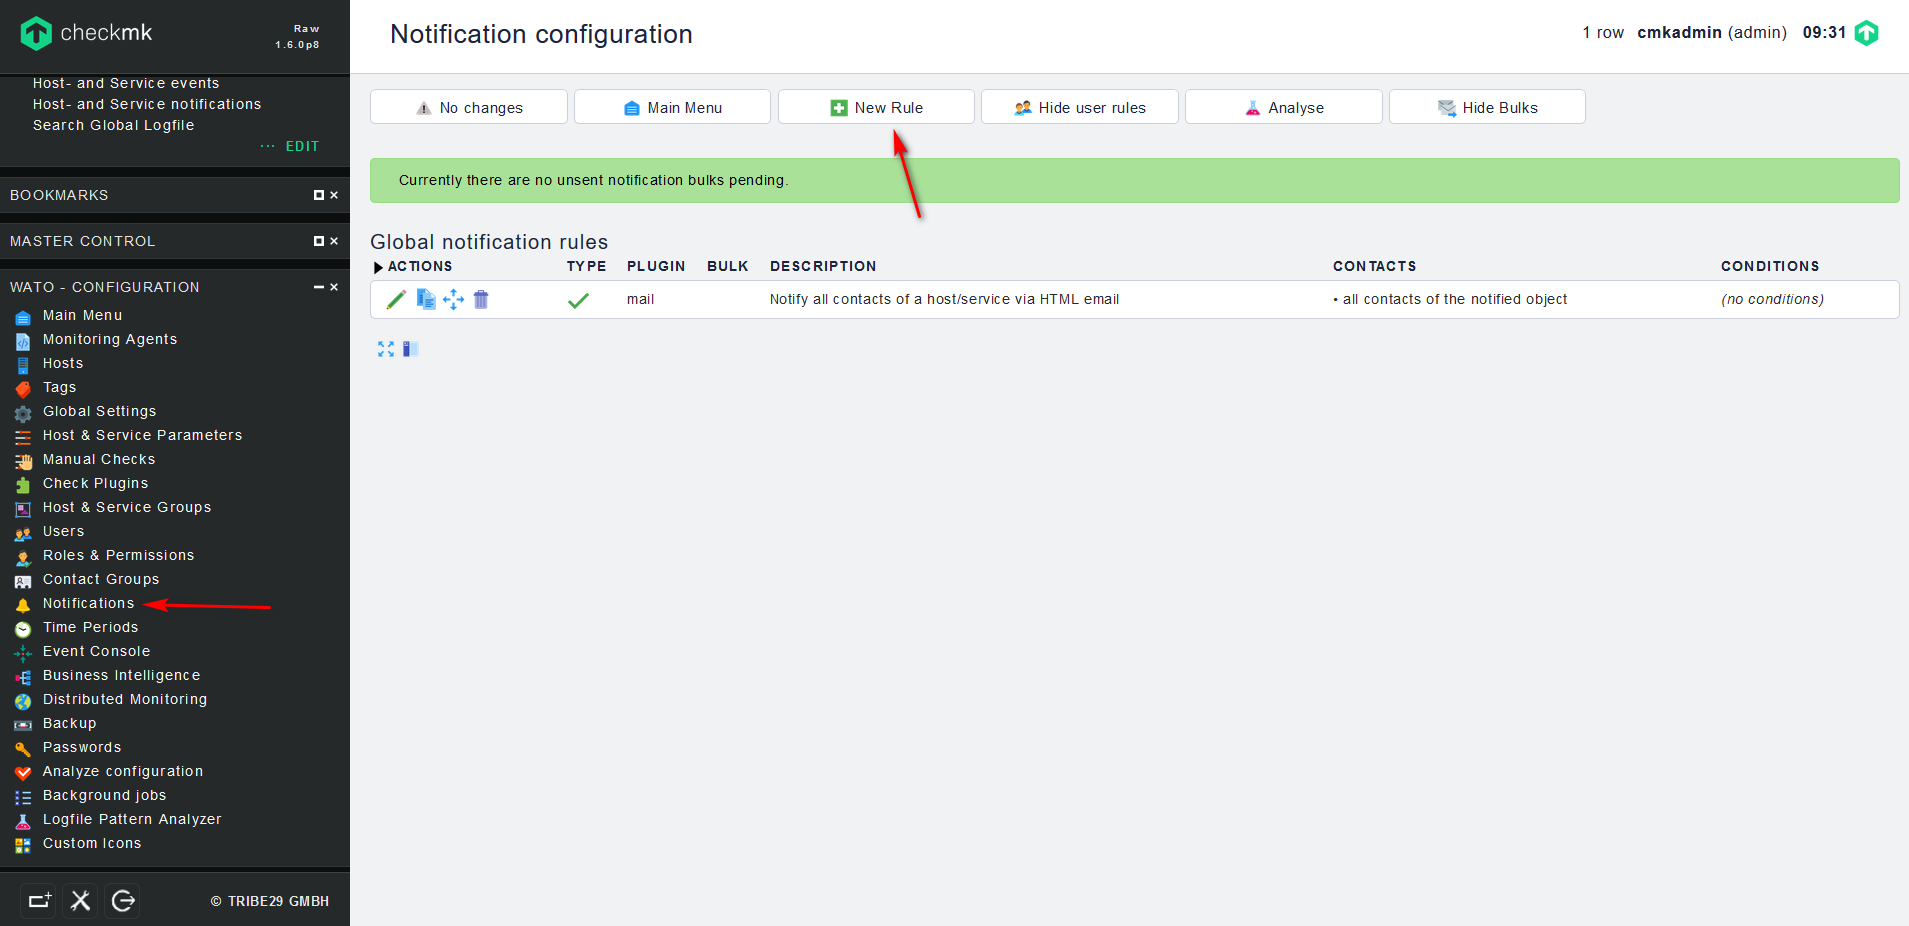 checkmk
Raw
1.6.0p8
Host- and Service events
Host- and Service notifications
Search Global Logfile
··· EDIT
BOOKMARKS
MASTER CONTROL
WATO - CONFIGURATION
Main Menu
Monitoring Agents
Hosts
Tags
Global Settings
Host & Service Parameters
Manual Checks
Check Plugins
Host & Service Groups
Users
Roles & Permissions
Contact Groups
Notifications
Time Periods
Event Console
Business Intelligence
Distributed Monitoring
Backup
Passwords
Analyze configuration
Background jobs
Logfile Pattern Analyzer
Custom Icons
© TRIBE29 GMBH
Notification configuration
1 row cmkadmin (admin) 09:31
No changes Main Menu New Rule Hide user rules Analyse Hide Bulks
Currently there are no unsent notification bulks pending.
Global notification rules
ACTIONS TYPE PLUGIN BULK DESCRIPTION CONTACTS CONDITIONS
mail Notify all contacts of a host/service via HTML email • all contacts of the notified object (no conditions)